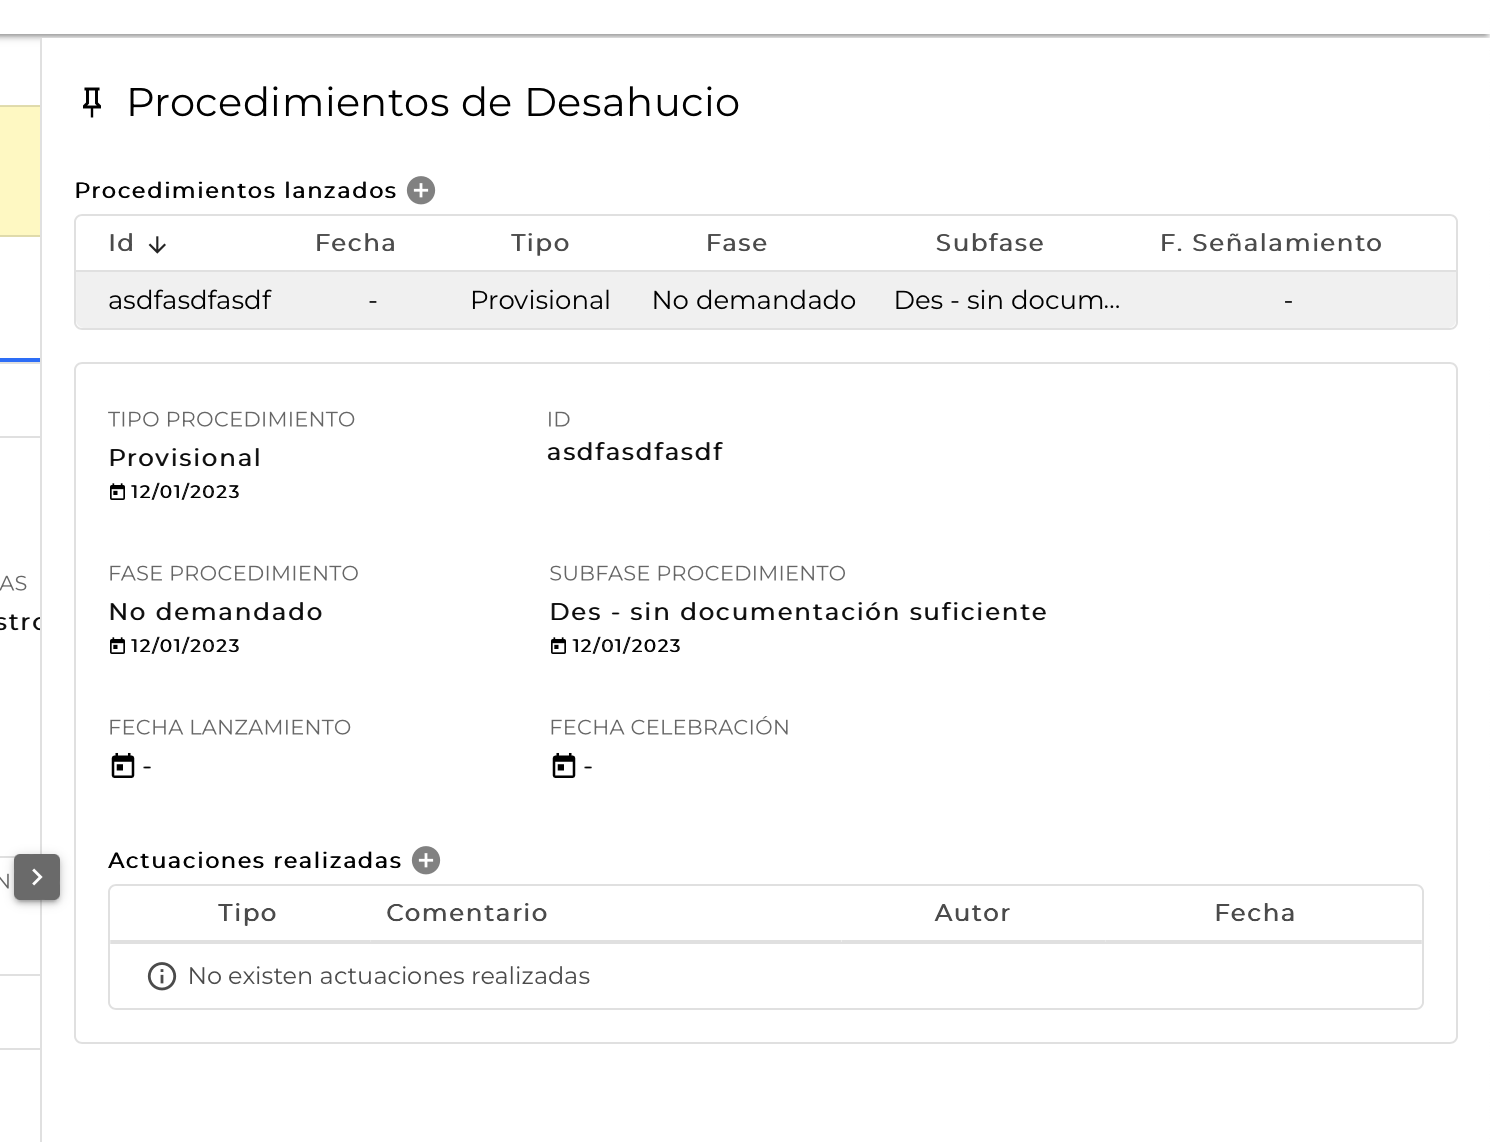 Procedimientos de Desahucio
Procedimientos lanzados
Id Fecha Tipo Fase Subfase F. Señalamiento
asdfasdfasdf - Provisional No demandado Des - sin docum... -
TIPO PROCEDIMIENTO ID
Provisional asdfasdfasdf
12/01/2023
AS
FASE PROCEDIMIENTO SUBFASE PROCEDIMIENTO
No demandado Des - sin documentación suficiente
12/01/2023 12/01/2023
FECHA LANZAMIENTO FECHA CELEBRACIÓN
- -
Actuaciones realizadas
Tipo Comentario Autor Fecha
No existen actuaciones realizadas